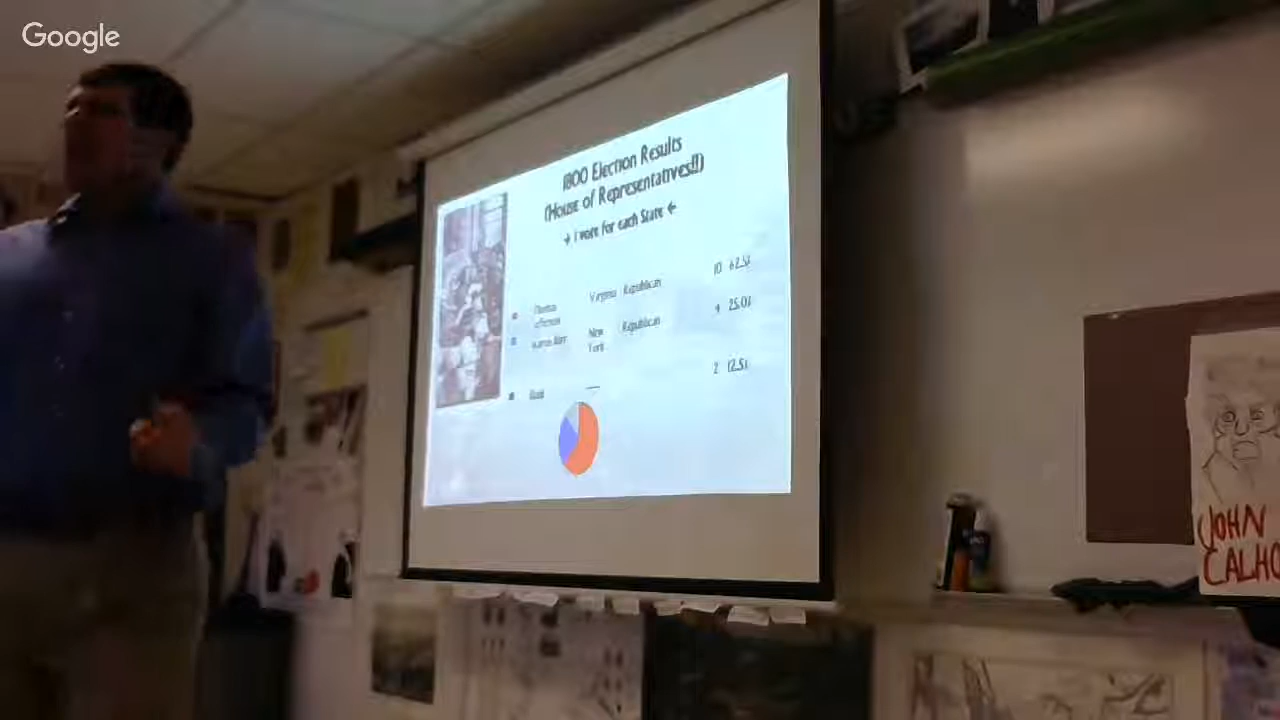 Google
1800 Election Results
(House of Representatives!!)
→ 1 vote for each State ←
Thomas Jefferson Virginia Republican 10 62.5%
Aaron Burr New York Republican 4 25.0%
Blank 2 12.5%
JOHN
CALHO